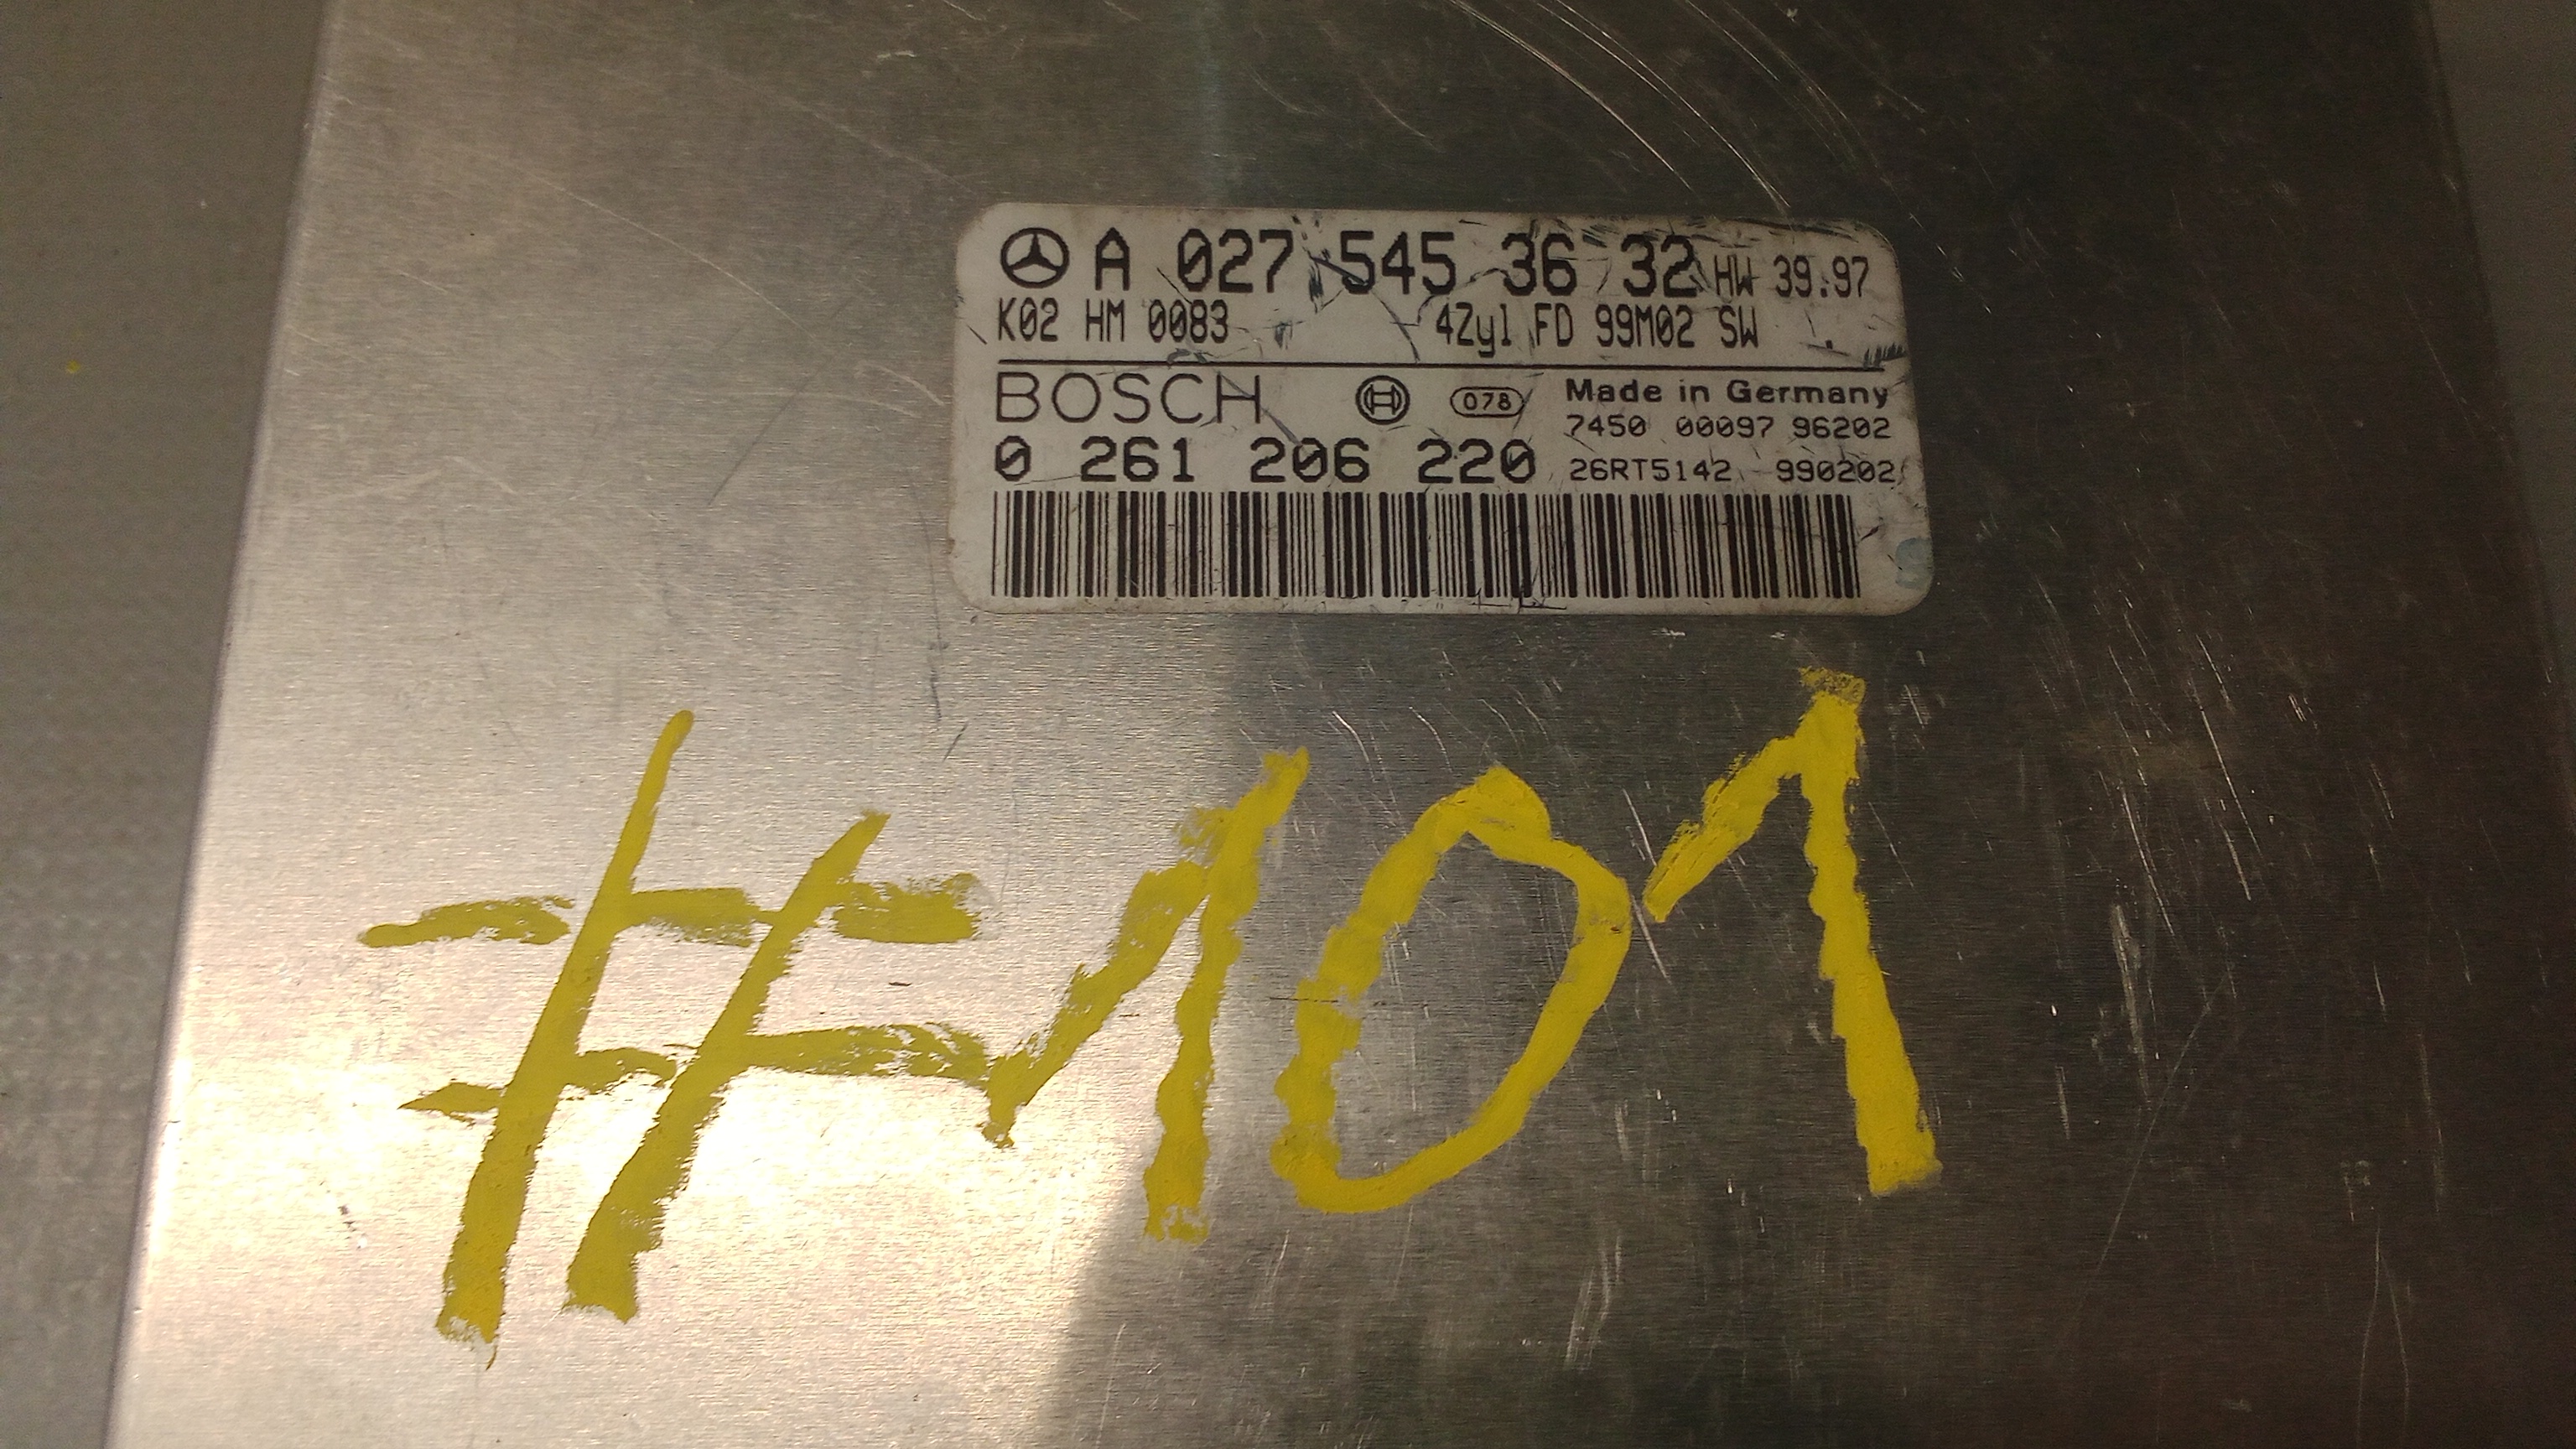 A 027 545 36 32 HW 39.97
K02 HM 0083 4Zyl FD 99M02 SW .
BOSCH 078 Made in Germany
7450 00097 96202
0 261 206 220 26RT5142 990202
#101